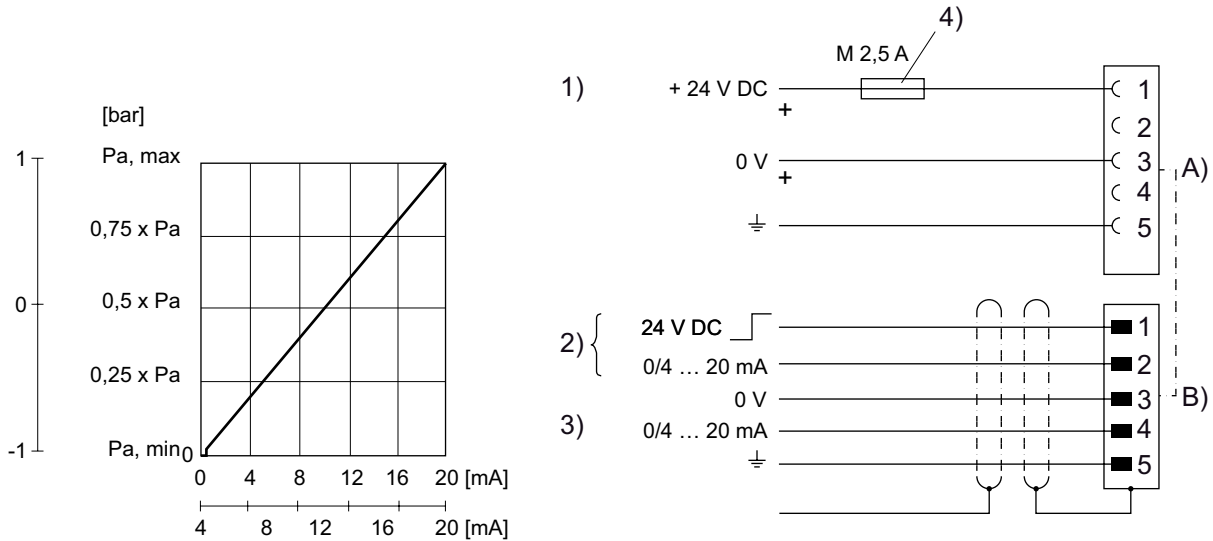 [bar]
1
Pa, max
0,75 x Pa
0
0,5 x Pa
0,25 x Pa
-1
Pa, min
0
0 4 8 12 16 20 [mA]
4 8 12 16 20 [mA]
4)
M 2,5 A
1)
+ 24 V DC
+
0 V
+
1
2
3
4
5
A)
2)
24 V DC
0/4 … 20 mA
0 V
3)
0/4 … 20 mA
1
2
3
4
5
B)